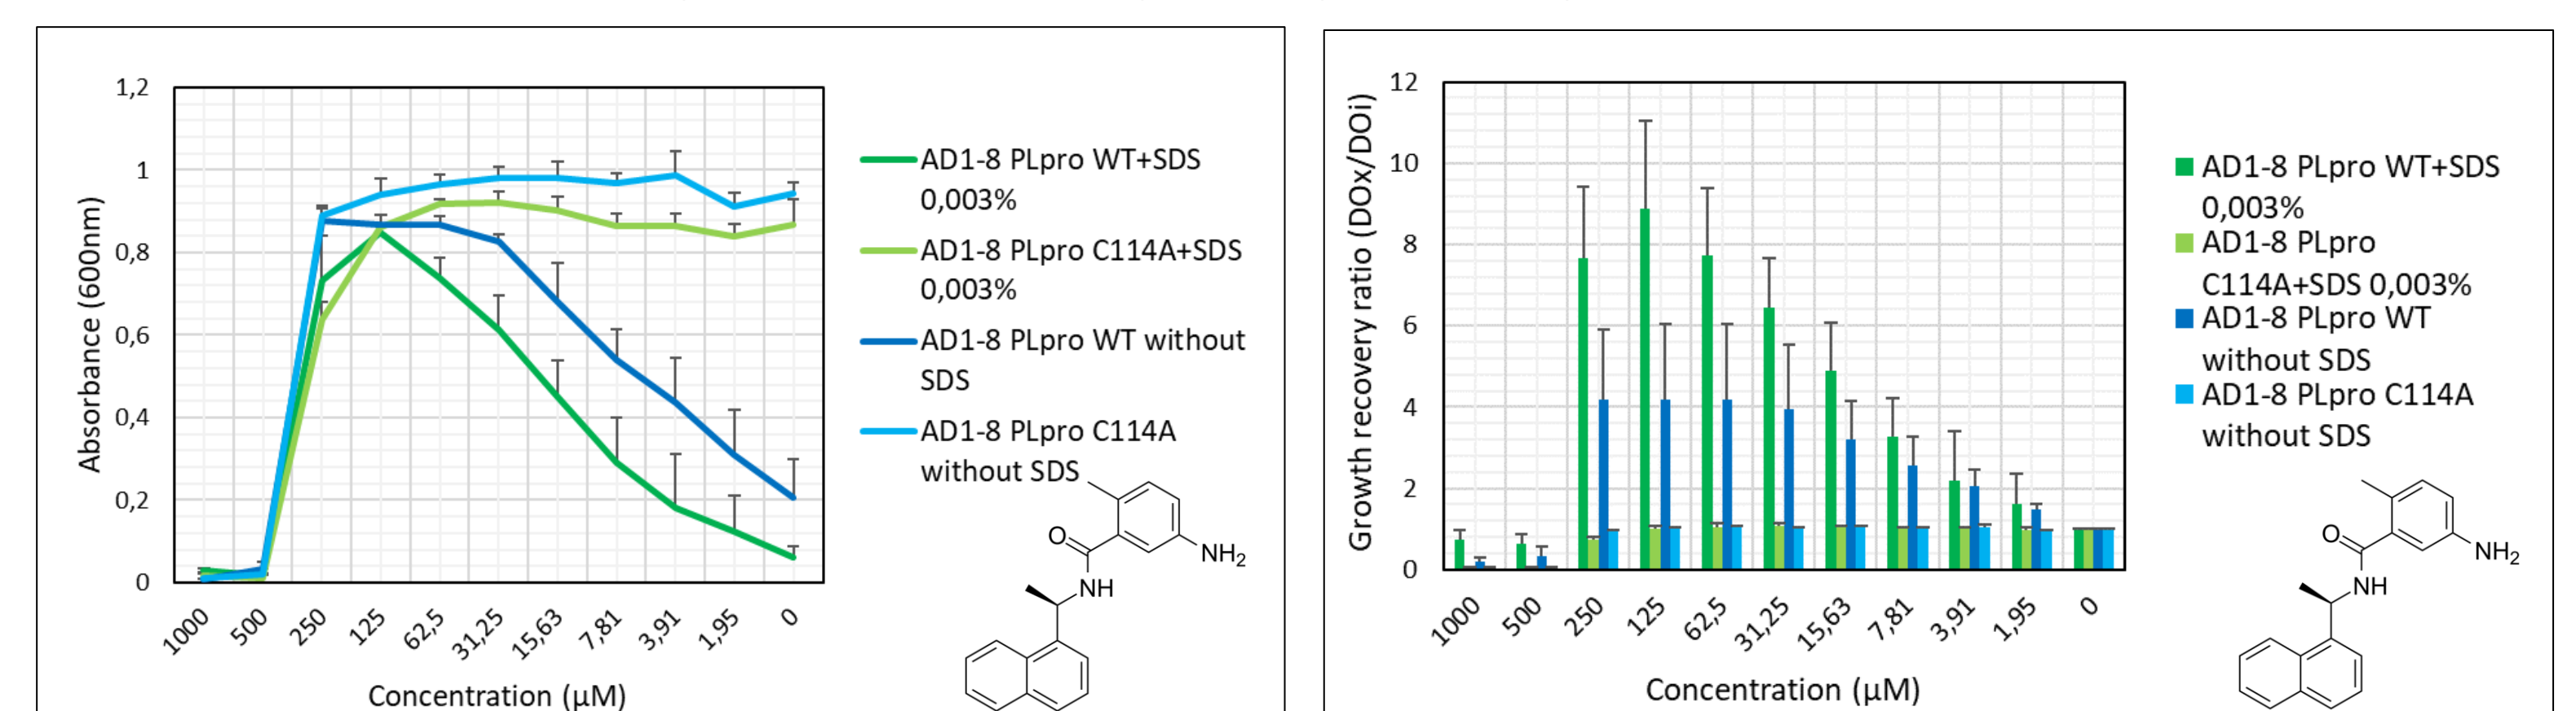 1,2
1
0,8
0,6
0,4
0,2
0
Absorbance (600nm)
1000
500
250
125
62,5
31,25
15,63
7,81
3,91
1,95
0
Concentration (µM)
AD1-8 PLpro WT+SDS
0,003%
AD1-8 PLpro C114A+SDS
0,003%
AD1-8 PLpro WT without
SDS
AD1-8 PLpro C114A
without SDS
O
NH
NH2
12
10
8
6
4
2
0
Growth recovery ratio (DOx/DOi)
1000
500
250
125
62,5
31,25
15,63
7,81
3,91
1,95
0
Concentration (µM)
AD1-8 PLpro WT+SDS
0,003%
AD1-8 PLpro
C114A+SDS 0,003%
AD1-8 PLpro WT
without SDS
AD1-8 PLpro C114A
without SDS
O
NH
NH2